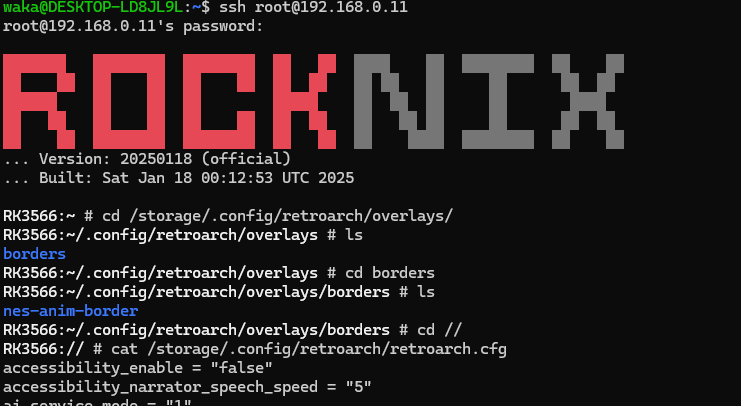 waka@DESKTOP-LD8JL9L:~$ ssh root@192.168.0.11
root@192.168.0.11's password:
ROCKNIX
... Version: 20250118 (official)
... Built: Sat Jan 18 00:12:53 UTC 2025
RK3566:~ # cd /storage/.config/retroarch/overlays/
RK3566:~/.config/retroarch/overlays # ls
borders
RK3566:~/.config/retroarch/overlays # cd borders
RK3566:~/.config/retroarch/overlays/borders # ls
nes-anim-border
RK3566:~/.config/retroarch/overlays/borders # cd //
RK3566:// # cat /storage/.config/retroarch/retroarch.cfg
accessibility_enable = "false"
accessibility_narrator_speech_speed = "5"
ai_service_mode = "1"